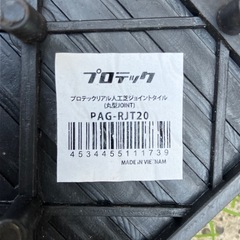 プロテック
プロテックリアル人工芝ジョイントタイル
(丸型JOINT)
PAG-RJT20
4534455111739
MADE IN VIETNAM